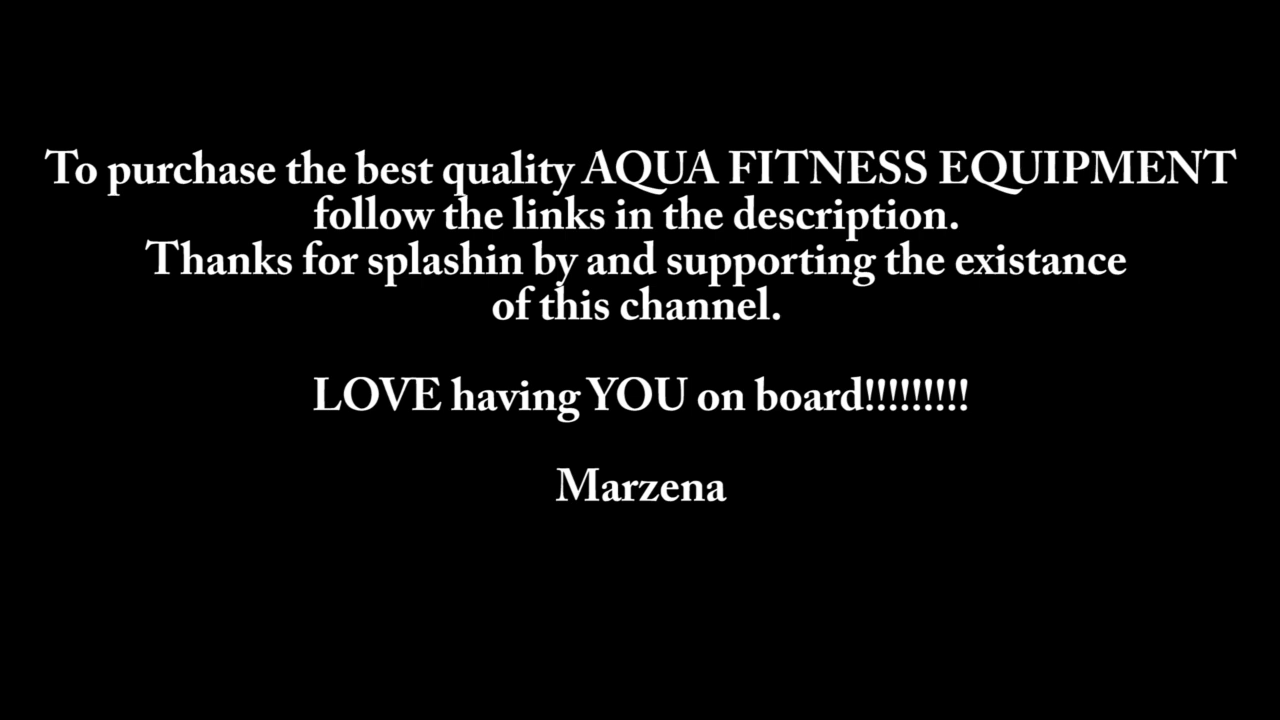 To purchase the best quality AQUA FITNESS EQUIPMENT
follow the links in the description.
Thanks for splashin by and supporting the existance
of this channel.
LOVE having YOU on board!!!!!!!!!
Marzena